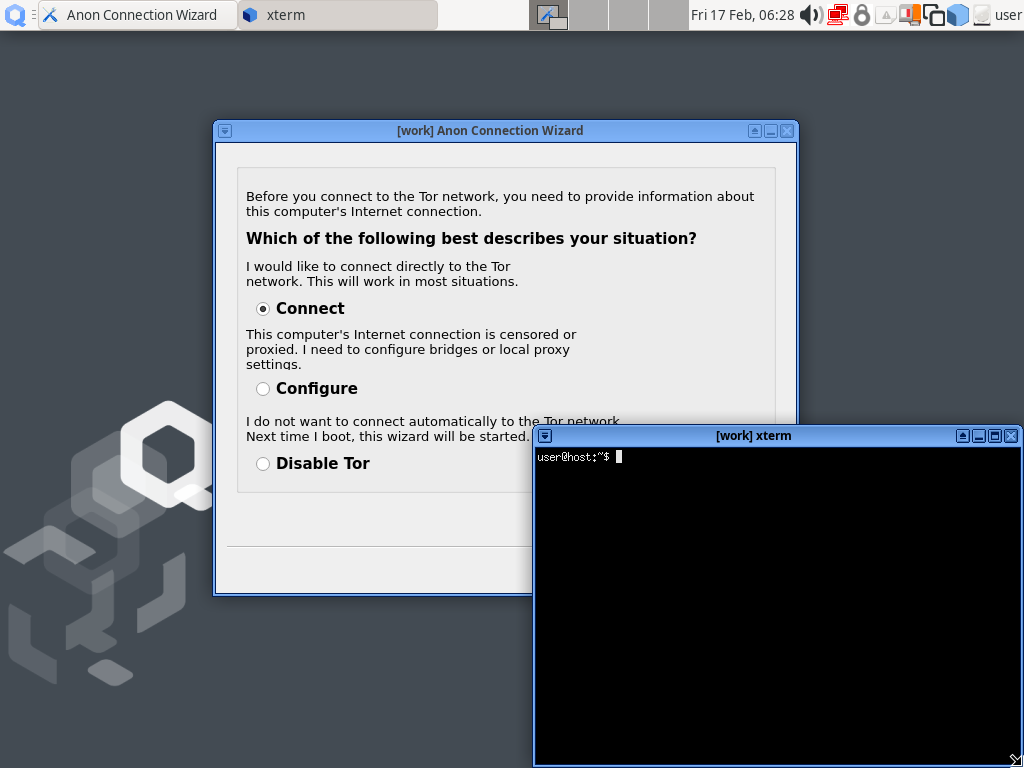 Anon Connection Wizard
xterm
Fri 17 Feb, 06:28
user
[work] Anon Connection Wizard
Before you connect to the Tor network, you need to provide information about
this computer's Internet connection.
Which of the following best describes your situation?
I would like to connect directly to the Tor
network. This will work in most situations.
Connect
This computer's Internet connection is censored or
proxied. I need to configure bridges or local proxy
settings.
Configure
I do not want to connect automatically to the Tor network
Next time I boot, this wizard will be started.
Disable Tor
[work] xterm
user@host:~$